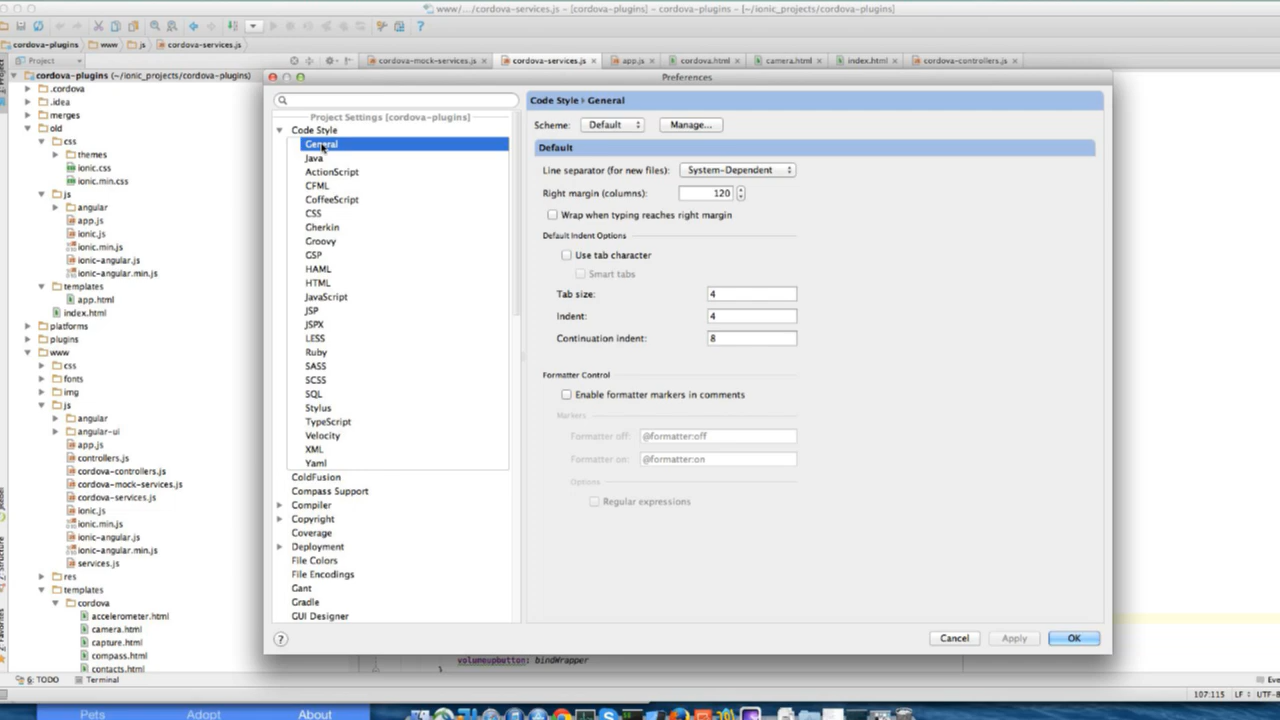 www/.../cordova-services.js – [cordova-plugins] – cordova-plugins – [~/ionic_projects/cordova-plugins]
cordova-plugins www js cordova-services.js
Project cordova-mock-services.js cordova-services.js app.js cordova.html camera.html index.html cordova-controllers.js
cordova-plugins (~/ionic_projects/cordova-plugins)
.cordova
.idea
merges
old
css
themes
ionic.css
ionic.min.css
js
angular
app.js
ionic.js
ionic.min.js
ionic-angular.js
ionic-angular.min.js
templates
app.html
index.html
platforms
plugins
www
css
fonts
img
js
angular
angular-ui
app.js
controllers.js
cordova-controllers.js
cordova-mock-services.js
cordova-services.js
ionic.js
ionic.min.js
ionic-angular.js
ionic-angular.min.js
services.js
res
templates
cordova
accelerometer.html
camera.html
capture.html
compass.html
contacts.html
Preferences
Project Settings [cordova-plugins]
Code Style
General
Java
ActionScript
CFML
CoffeeScript
CSS
Gherkin
Groovy
GSP
HAML
HTML
JavaScript
JSP
JSPX
LESS
Ruby
SASS
SCSS
SQL
Stylus
TypeScript
Velocity
XML
Yaml
ColdFusion
Compass Support
Compiler
Copyright
Coverage
Deployment
File Colors
File Encodings
Gant
Gradle
GUI Designer
Code Style › General
Scheme: Default Manage...
Default
Line separator (for new files): System-Dependent
Right margin (columns): 120
Wrap when typing reaches right margin
Default Indent Options
Use tab character
Smart tabs
Tab size: 4
Indent: 4
Continuation indent: 8
Formatter Control
Enable formatter markers in comments
Markers
Formatter off: @formatter:off
Formatter on: @formatter:on
Options
Regular expressions
? Cancel Apply OK
volumeupbutton: bindWrapper
}
6: TODO Terminal
107:115 LF UTF-8
Pets Adopt About